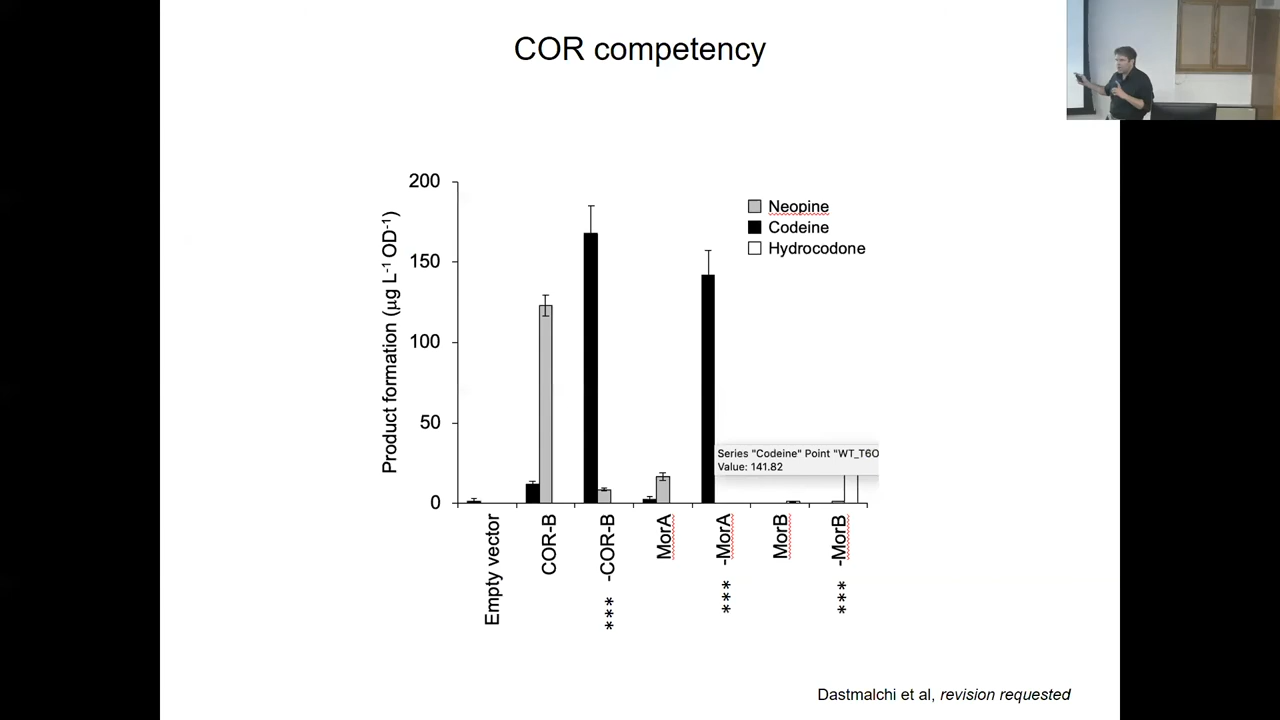 COR competency
200
150
100
50
0
Product formation (µg L-1 OD-1)
Neopine
Codeine
Hydrocodone
Series "Codeine" Point "WT_T6O
Value: 141.82
Empty vector
COR-B
*** -COR-B
MorA
*** -MorA
MorB
*** -MorB
Dastmalchi et al, revision requested